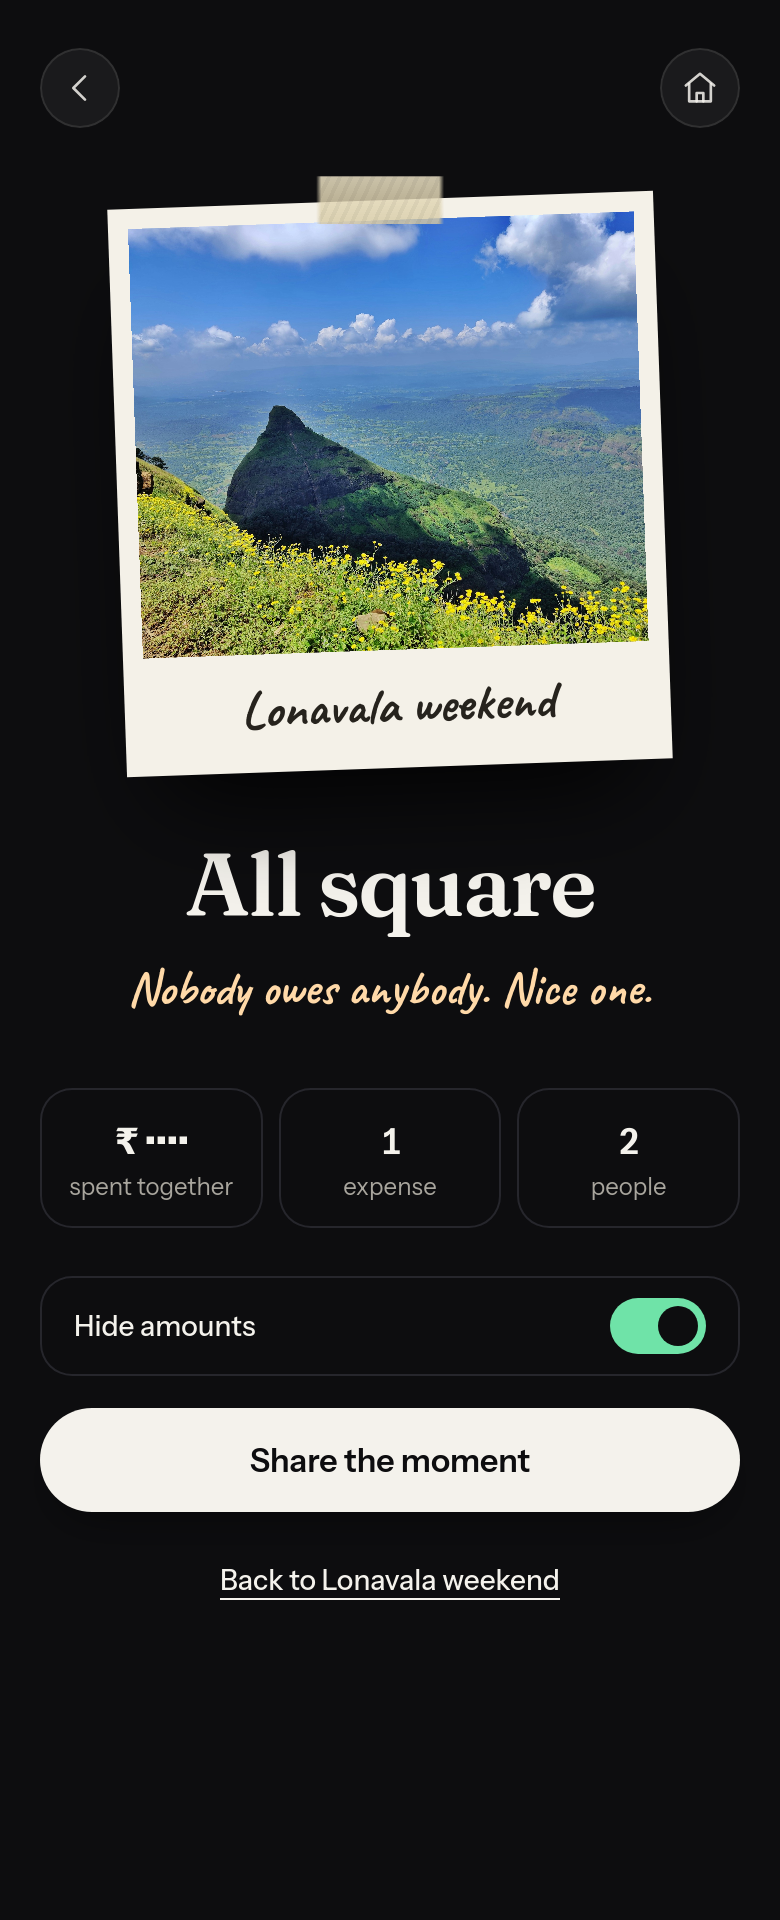 Lonavala weekend
All square
Nobody owes anybody. Nice one.
₹ ▪▪▪▪
spent together
1
expense
2
people
Hide amounts
Share the moment
Back to Lonavala weekend